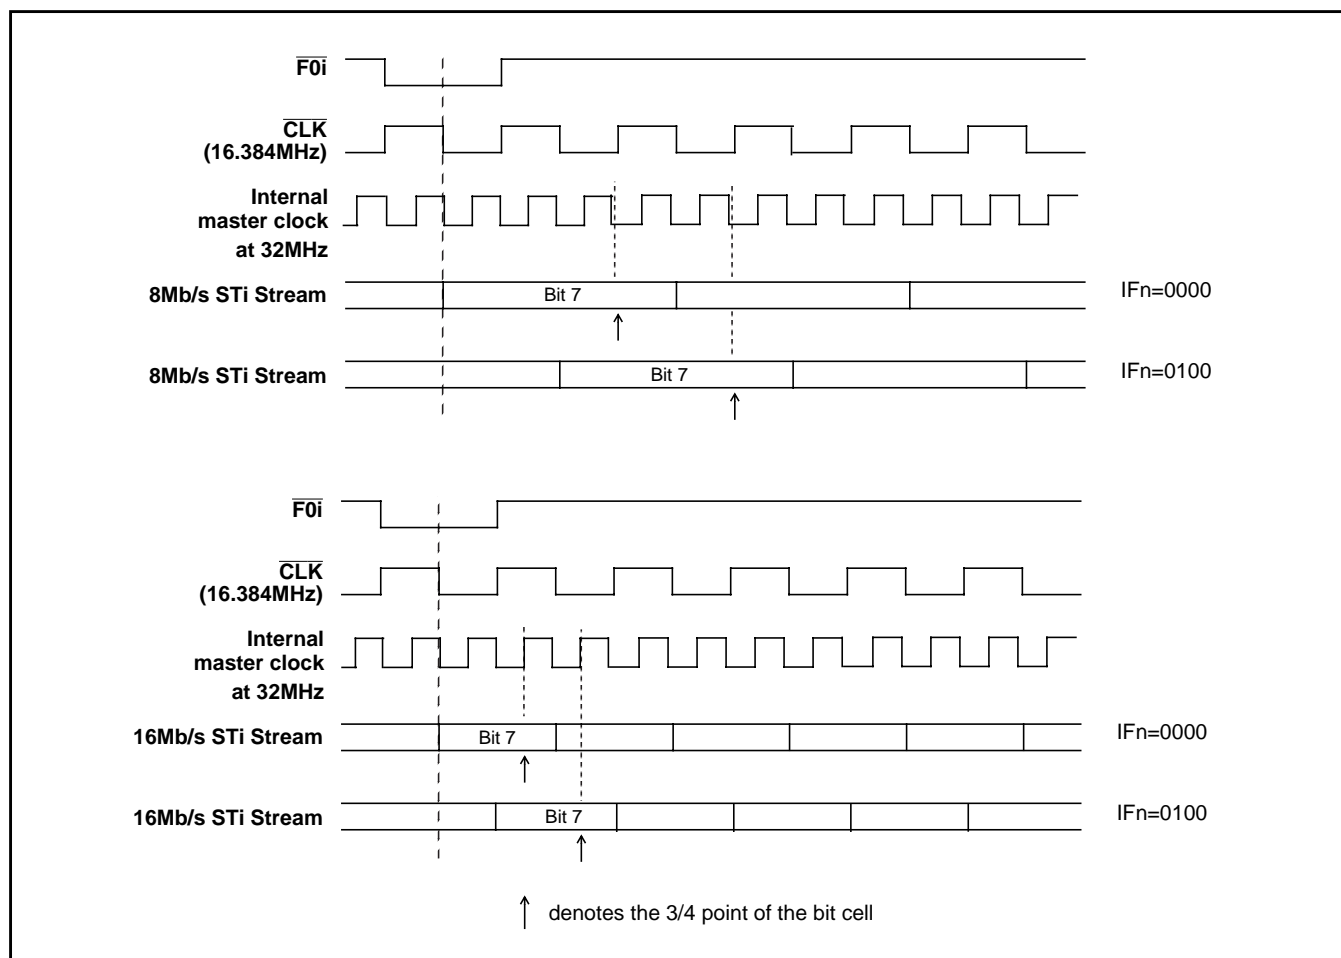 F0i
CLK
(16.384MHz)
Internal
master clock
at 32MHz
8Mb/s STi Stream
Bit 7
IFn=0000
8Mb/s STi Stream
Bit 7
IFn=0100
F0i
CLK
(16.384MHz)
Internal
master clock
at 32MHz
16Mb/s STi Stream
Bit 7
IFn=0000
16Mb/s STi Stream
Bit 7
IFn=0100
denotes the 3/4 point of the bit cell